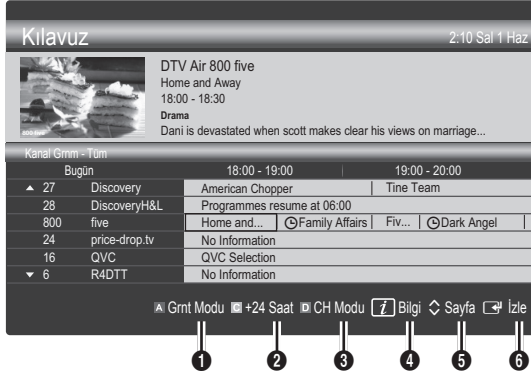 Kılavuz 2:10 Sal 1 Haz
DTV Air 800 five
Home and Away
18:00 - 18:30
Drama
Dani is devastated when scott makes clear his views on marriage...
800 five
Kanal Grnm - Tüm
Bugün 18:00 - 19:00 19:00 - 20:00
▲ 27 Discovery American Chopper Tine Team
28 DiscoveryH&L Programmes resume at 06:00
800 five Home and... Family Affairs Fiv... Dark Angel
24 price-drop.tv No Information
16 QVC QVC Selection
▼ 6 R4DTT No Information
A Grnt Modu C +24 Saat D CH Modu i Bilgi Sayfa İzle
1 2 3 4 5 6